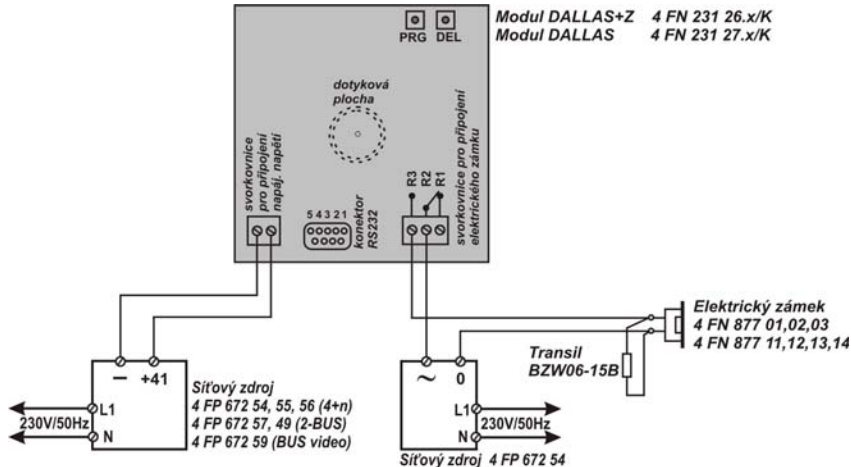 Modul DALLAS+Z 4 FN 231 26.x/K
Modul DALLAS 4 FN 231 27.x/K
PRG DEL
dotyková
plocha
svorkovnice
pro připojení
napáj. napětí
5 4 3 2 1
konektor
RS232
R3
R2
R1
svorkovnice pro připojení
elektrického zámku
Elektrický zámek
4 FN 877 01,02,03
4 FN 877 11,12,13,14
Transil
BZW06-15B
− +41
L1
230V/50Hz
N
Síťový zdroj
4 FP 672 54, 55, 56 (4+n)
4 FP 672 57, 49 (2-BUS)
4 FP 672 59 (BUS video)
~ 0
L1
230V/50Hz
N
Síťový zdroj 4 FP 672 54